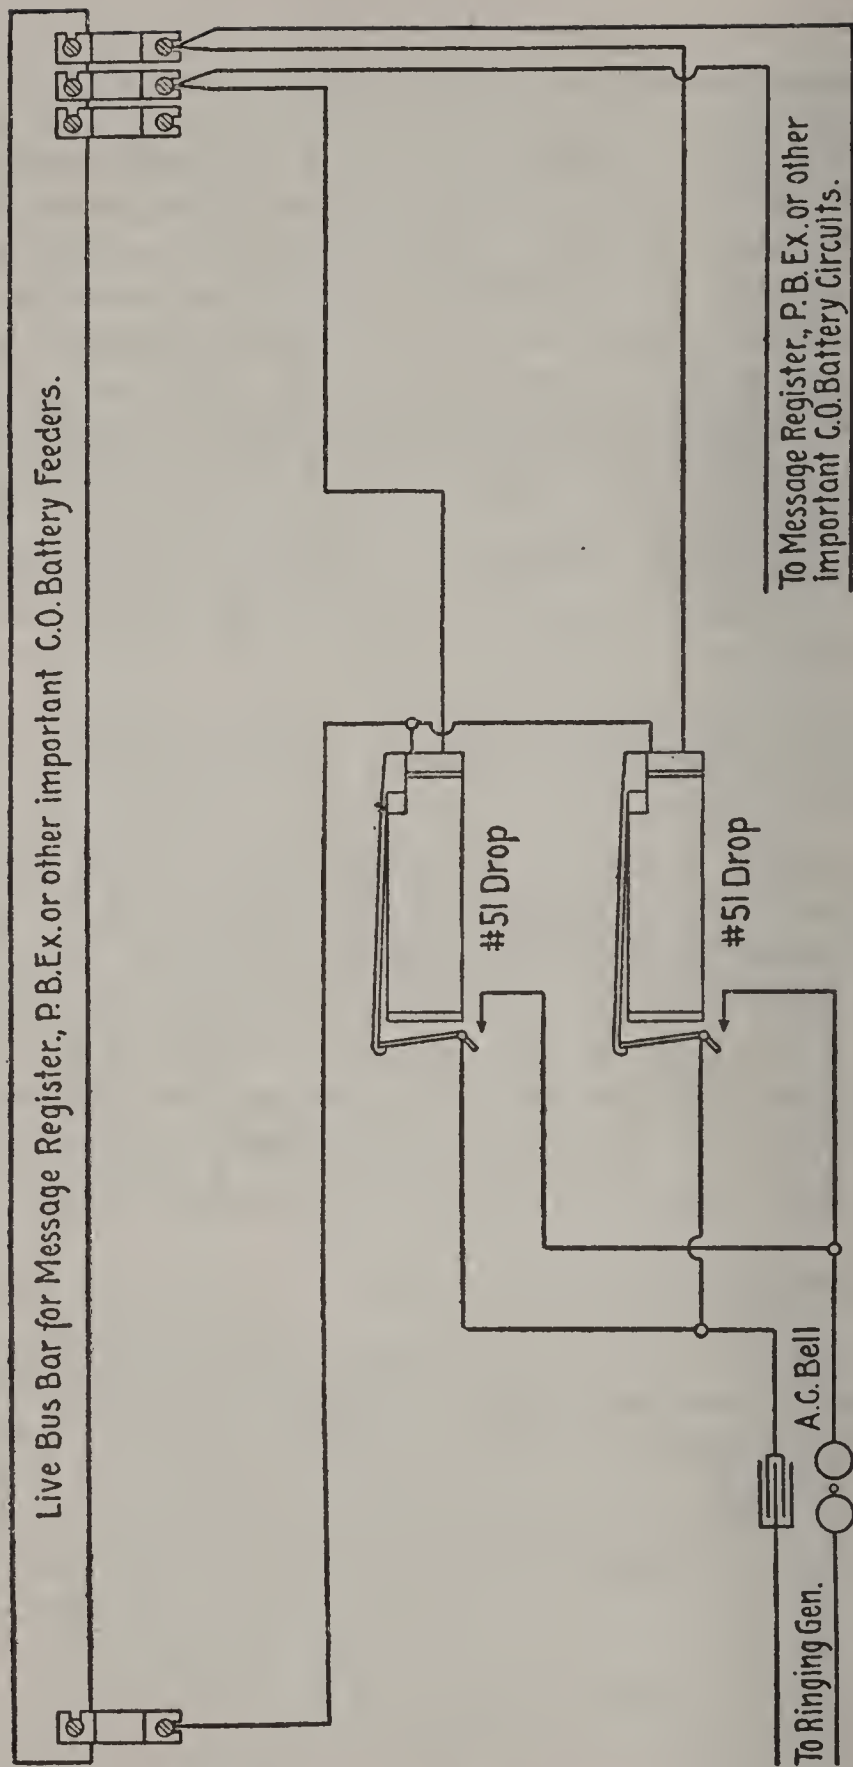 Live Bus Bar for Message Register., P.B.Ex. or other important C.O. Battery Feeders.
#51 Drop
#51 Drop
A.C. Bell
To Ringing Gen.
To Message Register., P.B.Ex. or other
important C.O. Battery Circuits.